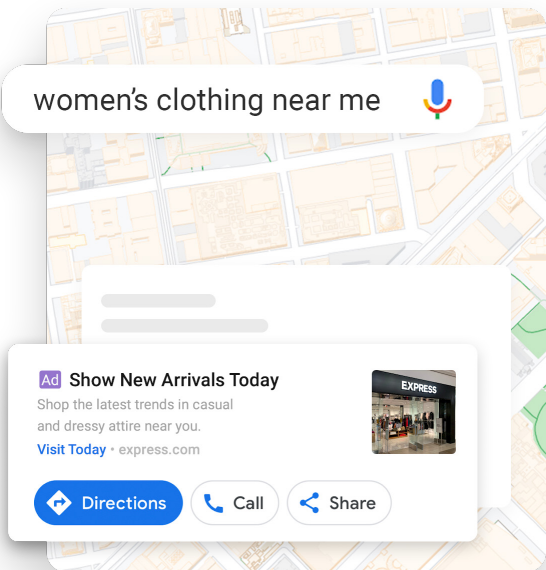 women's clothing near me
Ad Show New Arrivals Today
Shop the latest trends in casual
and dressy attire near you.
Visit Today • express.com
EXPRESS
Directions
Call
Share